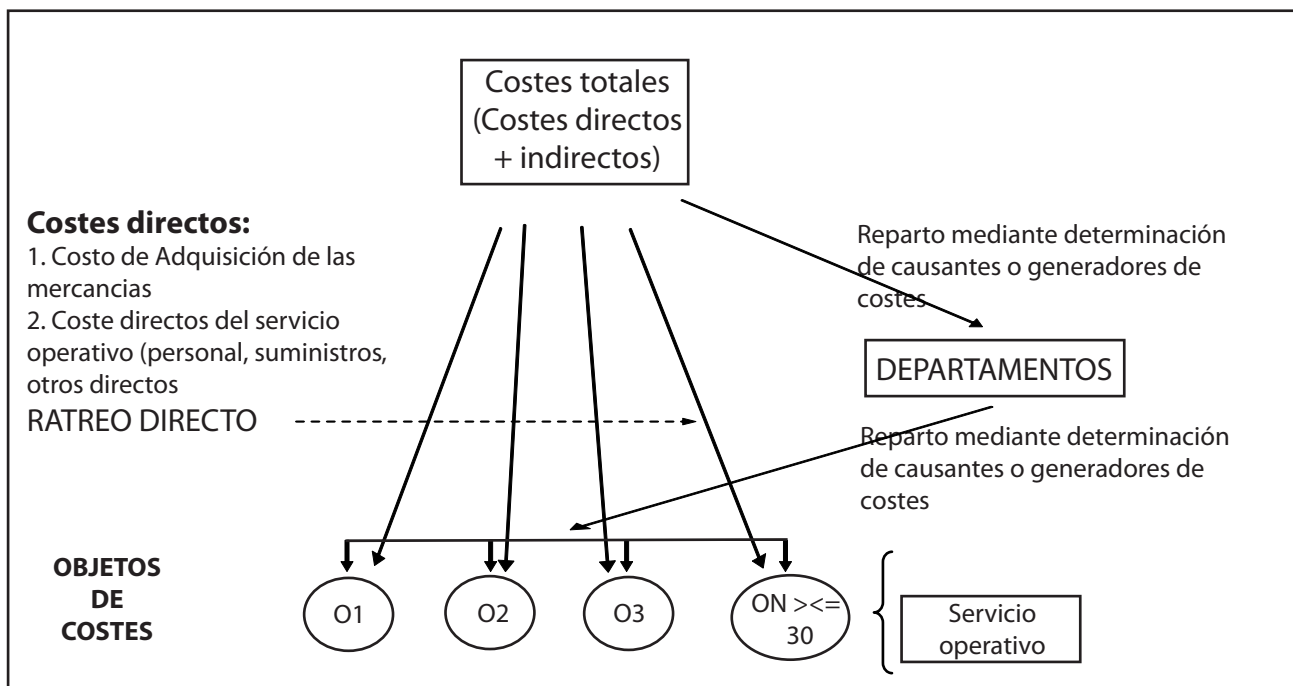 Costes totales
(Costes directos
+ indirectos)
Costes directos:
1. Costo de Adquisición de las
mercancias
2. Coste directos del servicio
operativo (personal, suministros,
otros directos
RATREO DIRECTO
Reparto mediante determinación
de causantes o generadores de
costes
DEPARTAMENTOS
Reparto mediante determinación
de causantes o generadores de
costes
OBJETOS
DE
COSTES
O1
O2
O3
ON ><=
30
Servicio
operativo